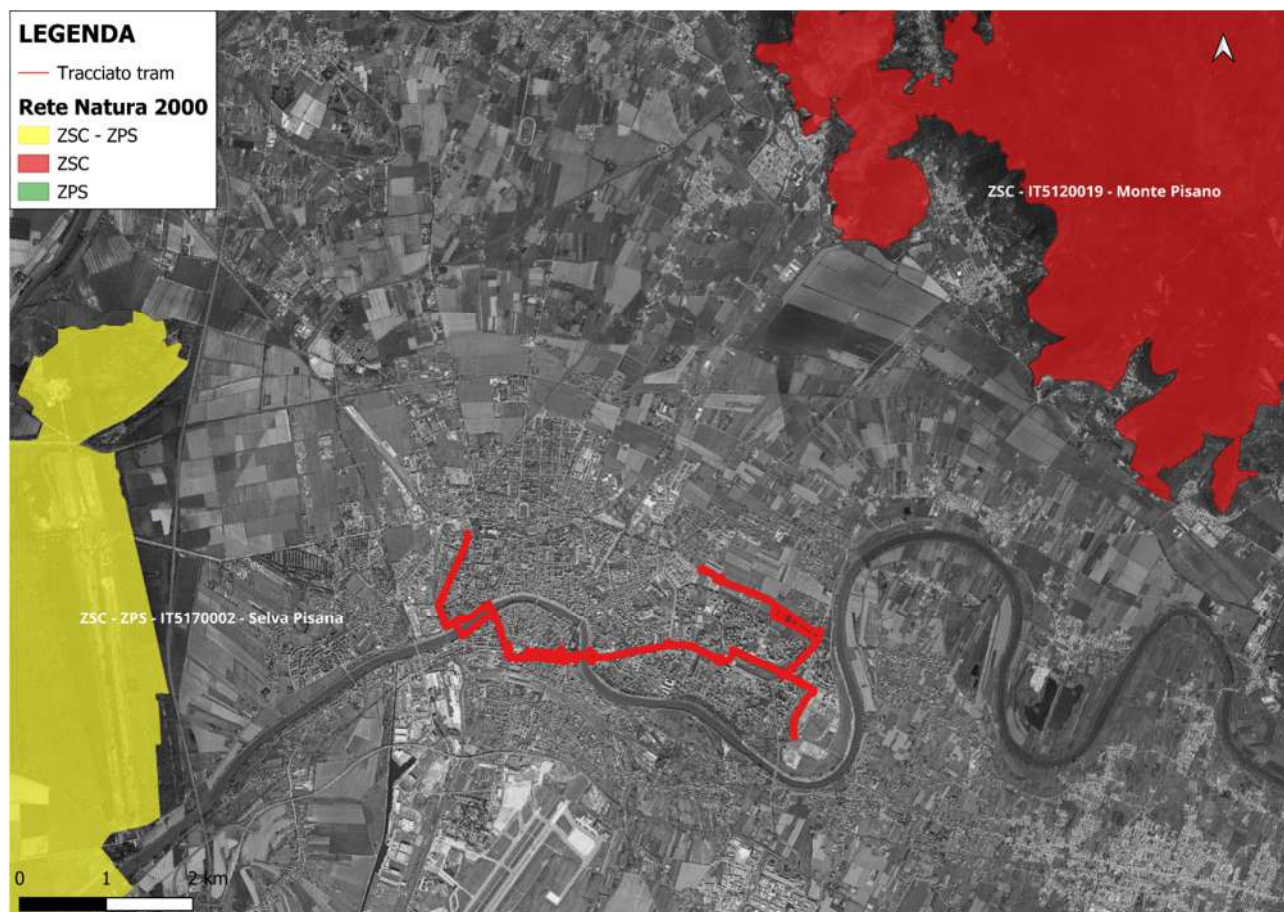 LEGENDA
Tracciato tram
Rete Natura 2000
ZSC - ZPS
ZSC
ZPS
ZSC - IT5120019 - Monte Pisano
ZSC - ZPS - IT5170002 - Selva Pisana
0 1 2 km